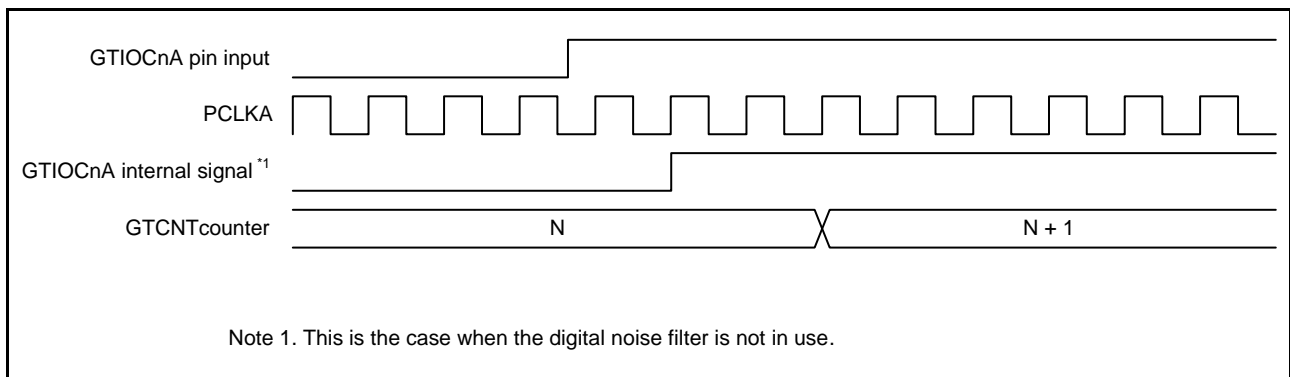 GTIOCnA pin input
PCLKA
GTIOCnA internal signal *1
GTCNTcounter
N
N + 1
Note 1. This is the case when the digital noise filter is not in use.